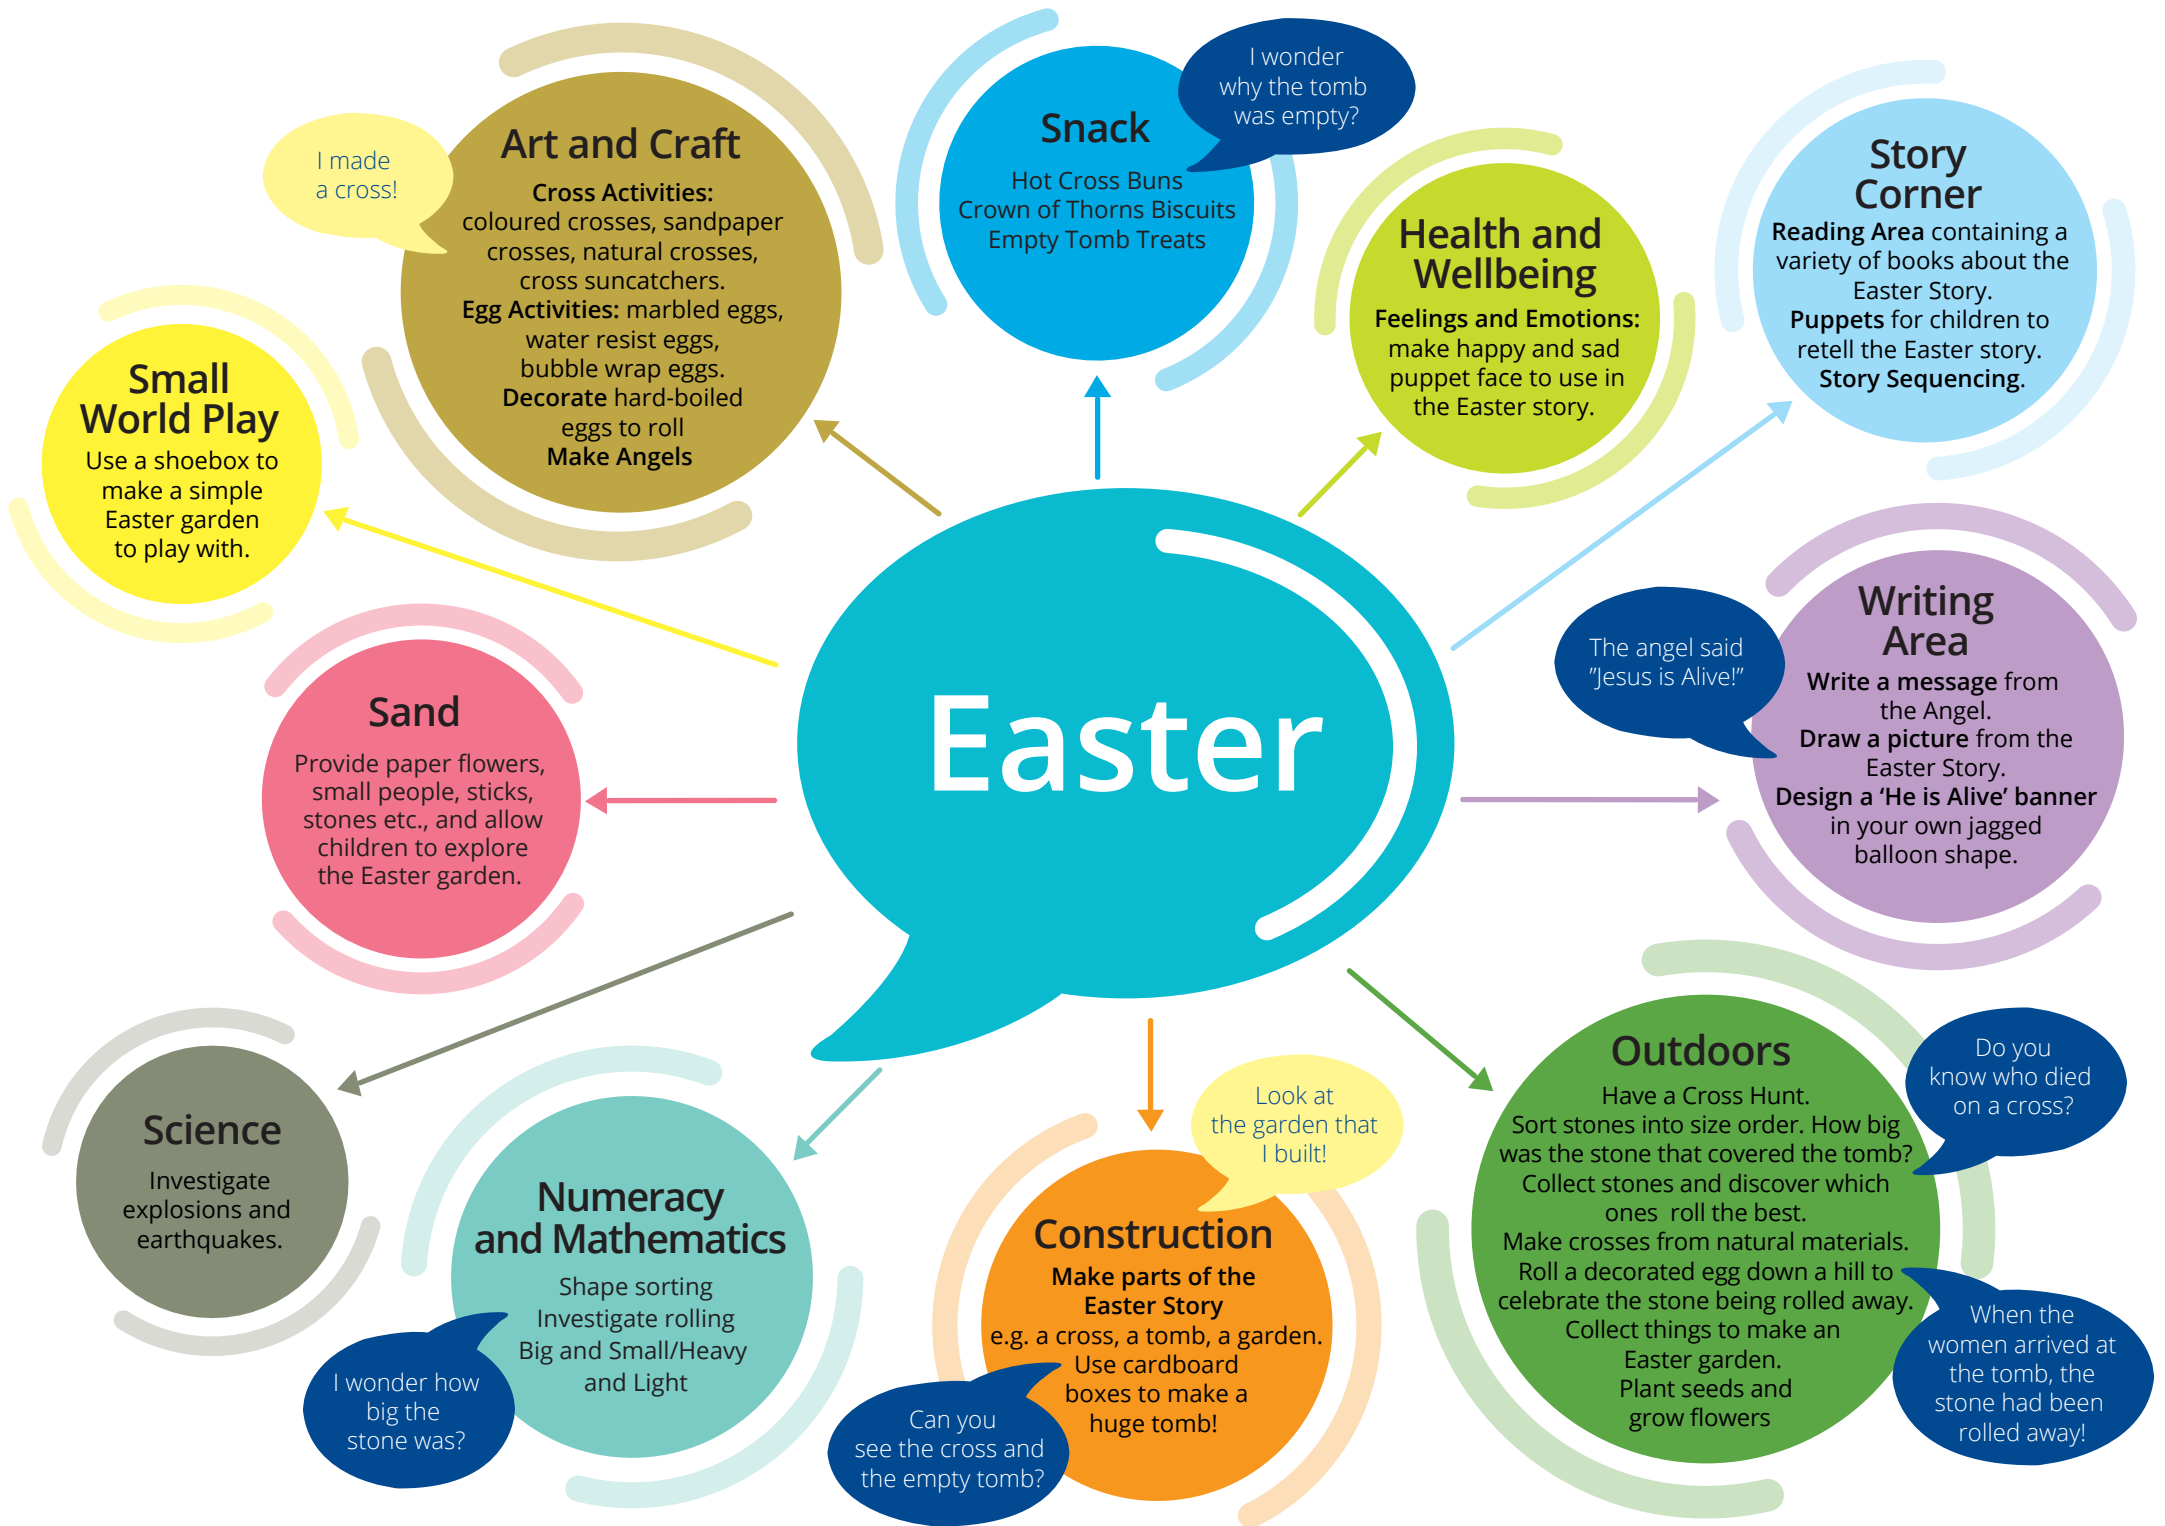 I made
a cross!
Art and Craft
Cross Activities:
coloured crosses, sandpaper
crosses, natural crosses,
cross suncatchers.
Egg Activities: marbled eggs,
water resist eggs,
bubble wrap eggs.
Decorate hard-boiled
eggs to roll
Make Angels
Snack
Hot Cross Buns
Crown of Thorns Biscuits
Empty Tomb Treats
I wonder
why the tomb
was empty?
Health and
Wellbeing
Feelings and Emotions:
make happy and sad
puppet face to use in
the Easter story.
Story
Corner
Reading Area containing a
variety of books about the
Easter Story.
Puppets for children to
retell the Easter story.
Story Sequencing.
Small
World Play
Use a shoebox to
make a simple
Easter garden
to play with.
Easter
The angel said
”Jesus is Alive!”
Writing
Area
Write a message from
the Angel.
Draw a picture from the
Easter Story.
Design a ‘He is Alive’ banner
in your own jagged
balloon shape.
Sand
Provide paper flowers,
small people, sticks,
stones etc., and allow
children to explore
the Easter garden.
Science
Investigate
explosions and
earthquakes.
Numeracy
and Mathematics
Shape sorting
Investigate rolling
Big and Small/Heavy
and Light
I wonder how
big the
stone was?
Look at
the garden that
I built!
Construction
Make parts of the
Easter Story
e.g. a cross, a tomb, a garden.
Use cardboard
boxes to make a
huge tomb!
Can you
see the cross and
the empty tomb?
Outdoors
Have a Cross Hunt.
Sort stones into size order. How big
was the stone that covered the tomb?
Collect stones and discover which
ones roll the best.
Make crosses from natural materials.
Roll a decorated egg down a hill to
celebrate the stone being rolled away.
Collect things to make an
Easter garden.
Plant seeds and
grow flowers
Do you
know who died
on a cross?
When the
women arrived at
the tomb, the
stone had been
rolled away!